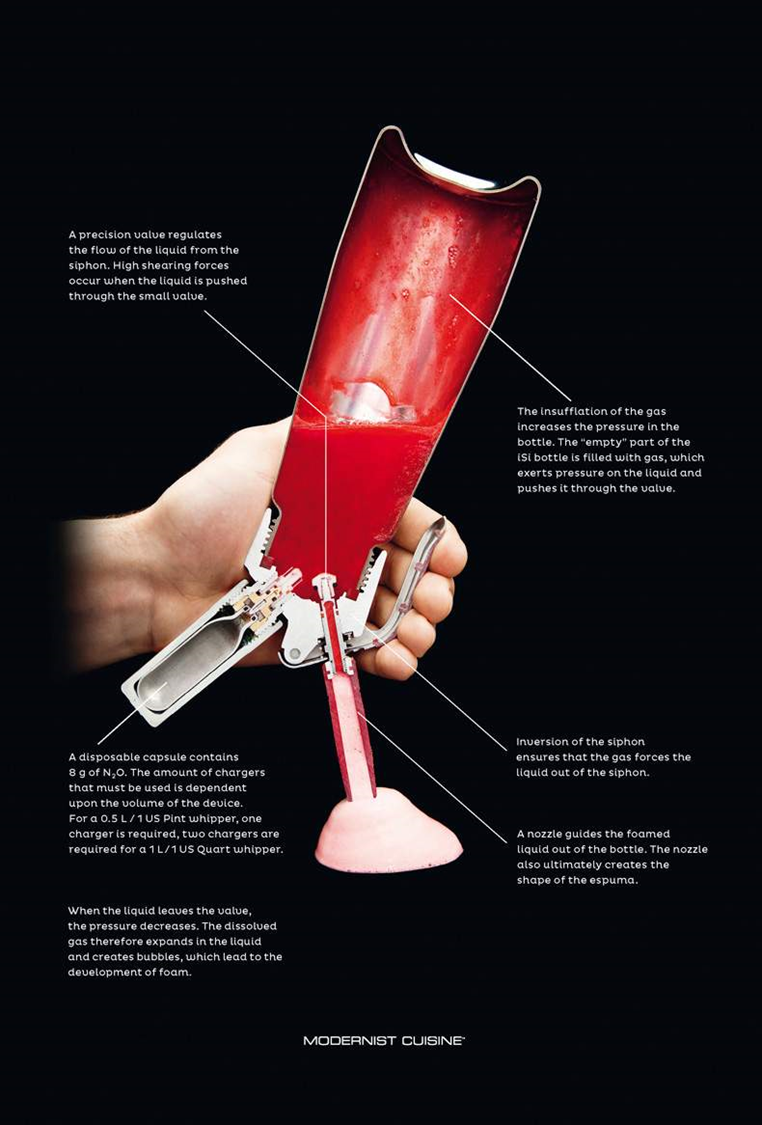 A precision valve regulates
the flow of the liquid from the
siphon. High shearing forces
occur when the liquid is pushed
through the small valve.
The insufflation of the gas
increases the pressure in the
bottle. The “empty” part of the
iSi bottle is filled with gas, which
exerts pressure on the liquid and
pushes it through the valve.
Inversion of the siphon
ensures that the gas forces the
liquid out of the siphon.
A disposable capsule contains
8 g of N₂O. The amount of chargers
that must be used is dependent
upon the volume of the device.
For a 0.5 L / 1 US Pint whipper, one
charger is required, two chargers are
required for a 1 L/1 US Quart whipper.
A nozzle guides the foamed
liquid out of the bottle. The nozzle
also ultimately creates the
shape of the espuma.
When the liquid leaves the valve,
the pressure decreases. The dissolved
gas therefore expands in the liquid
and creates bubbles, which lead to the
development of foam.
MODERNIST CUISINE™